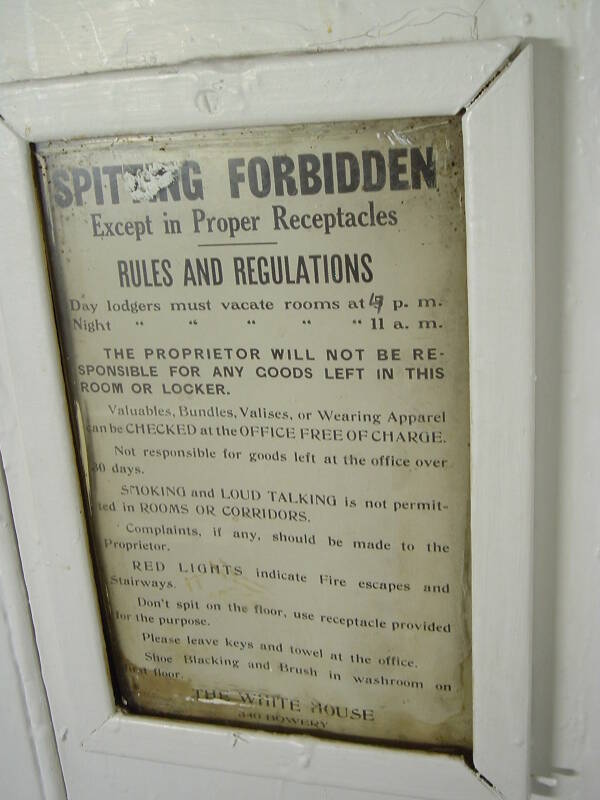 SPITTING FORBIDDEN
Except in Proper Receptacles
RULES AND REGULATIONS
Day lodgers must vacate rooms at p. m.
Night " " " " " 11 a. m.
THE PROPRIETOR WILL NOT BE RE-
SPONSIBLE FOR ANY GOODS LEFT IN THIS
ROOM OR LOCKER.
Valuables, Bundles, Valises, or Wearing Apparel
can be CHECKED at the OFFICE FREE OF CHARGE.
Not responsible for goods left at the office over
30 days.
SMOKING and LOUD TALKING is not permit-
ted in ROOMS OR CORRIDORS.
Complaints, if any, should be made to the
Proprietor.
RED LIGHTS indicate Fire escapes and
Stairways.
Don't spit on the floor, use receptacle provided
for the purpose.
Please leave keys and towel at the office.
Shoe Blacking and Brush in washroom on
first floor.
THE WHITE HOUSE
340 BOWERY